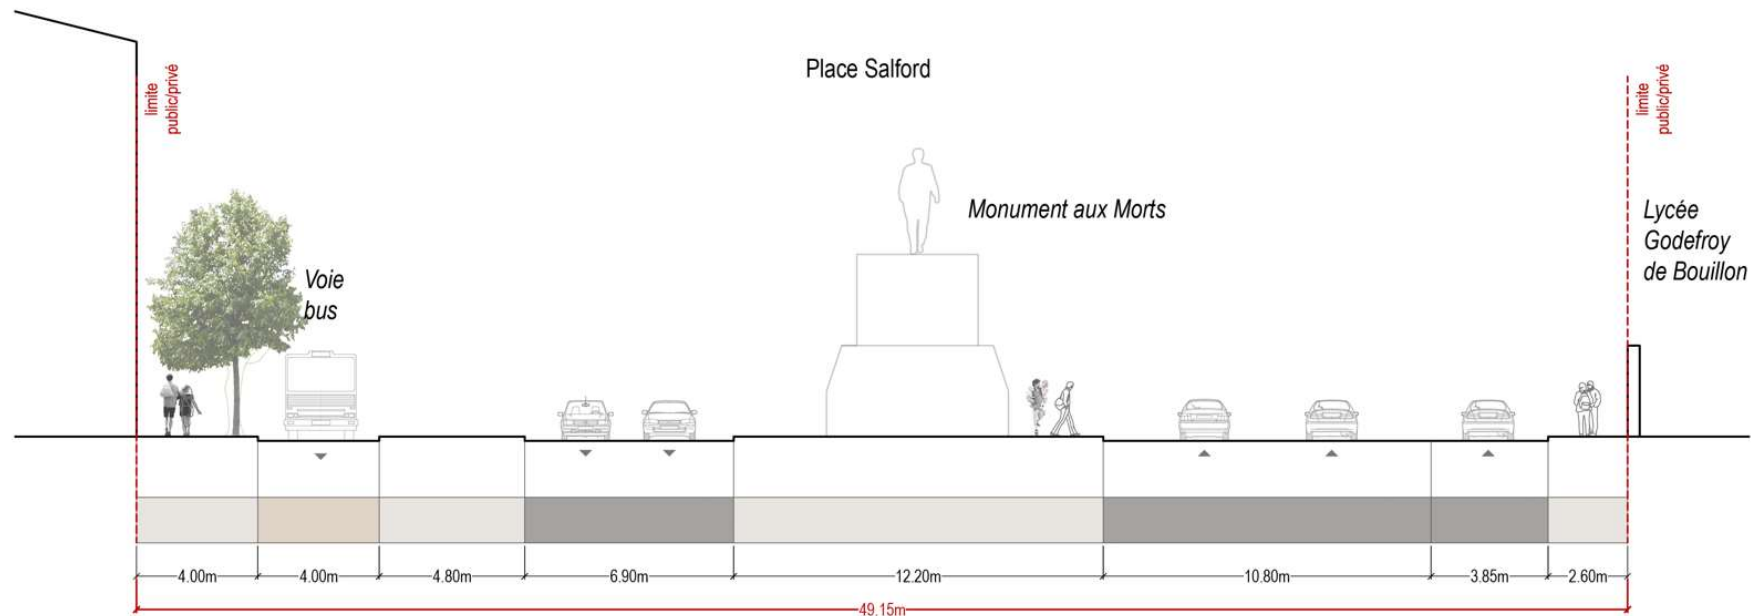 Place Salford
limite
public/privé
limite
public/privé
Monument aux Morts
Lycée
Godefroy
de Bouillon
Voie
bus
4.00m
4.00m
4.80m
6.90m
12.20m
10.80m
3.85m
2.60m
49.15m